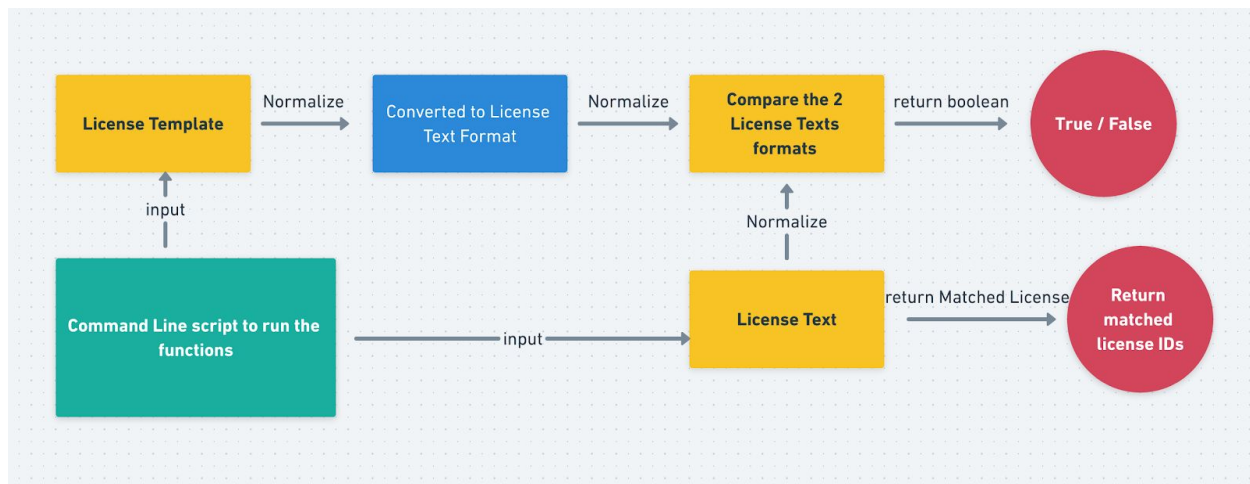 License Template
Normalize
Converted to License
Text Format
Normalize
Compare the 2
License Texts
formats
return boolean
True / False
input
Normalize
Command Line script to run the
functions
input
License Text
return Matched License
Return
matched
license IDs